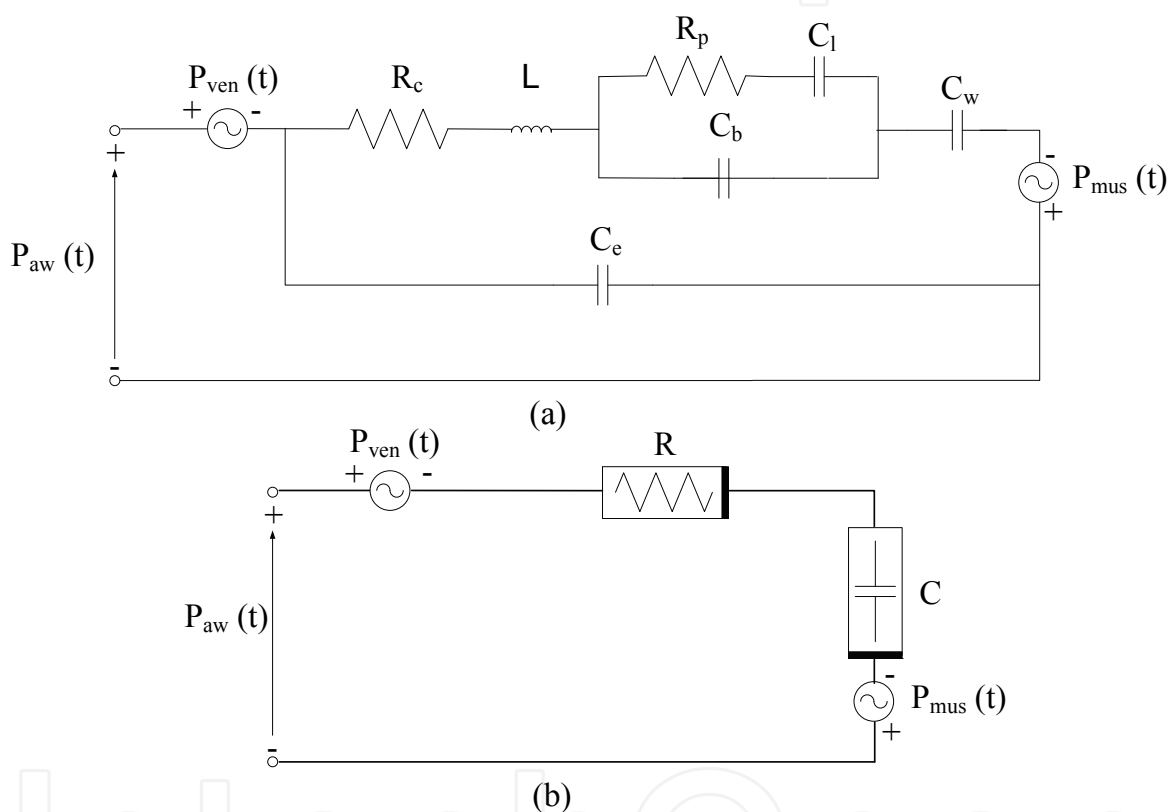 R_p
C_l
P_ven (t)
R_c
L
C_w
+ -
C_b
-
+
P_mus (t)
+
P_aw (t)
C_e
-
(a)
P_ven (t)
R
+ -
+
C
P_aw (t)
-
P_mus (t)
-
+
(b)